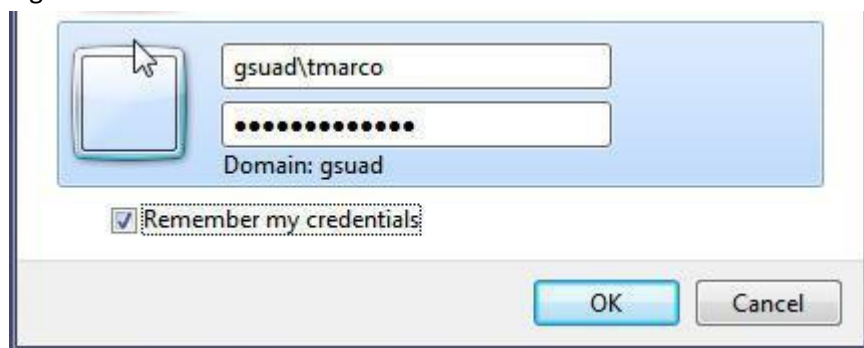 gsuad\tmarco
•••••••••••••
Domain: gsuad
Remember my credentials
OK
Cancel